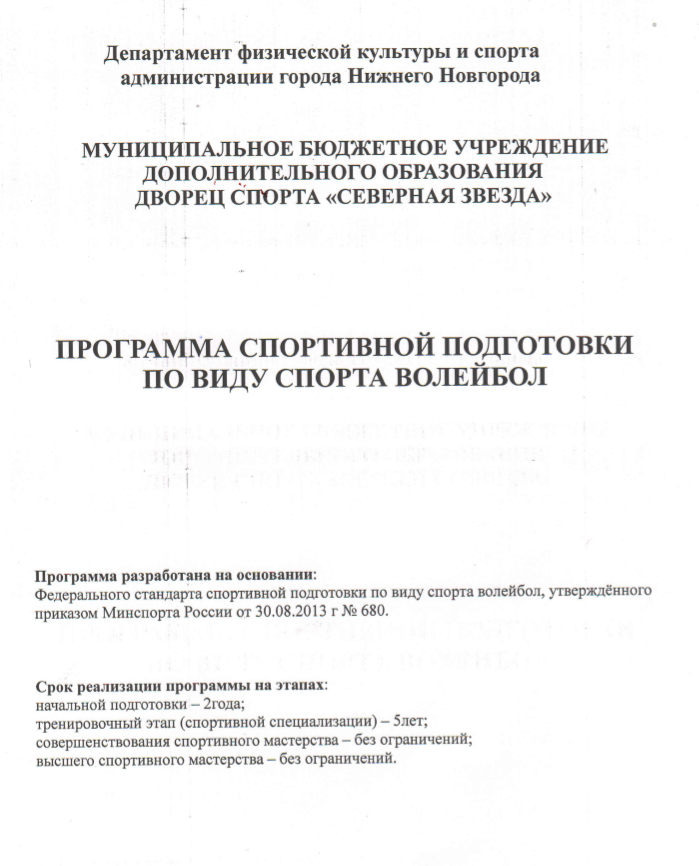 Департамент физической культуры и спорта
администрации города Нижнего Новгорода
МУНИЦИПАЛЬНОЕ БЮДЖЕТНОЕ УЧРЕЖДЕНИЕ
ДОПОЛНИТЕЛЬНОГО ОБРАЗОВАНИЯ
ДВОРЕЦ СПОРТА «СЕВЕРНАЯ ЗВЕЗДА»
ПРОГРАММА СПОРТИВНОЙ ПОДГОТОВКИ
ПО ВИДУ СПОРТА ВОЛЕЙБОЛ
Программа разработана на основании:
Федерального стандарта спортивной подготовки по виду спорта волейбол, утверждённого
приказом Минспорта России от 30.08.2013 г № 680.
Срок реализации программы на этапах:
начальной подготовки – 2года;
тренировочный этап (спортивной специализации) – 5лет;
совершенствования спортивного мастерства – без ограничений;
высшего спортивного мастерства – без ограничений.